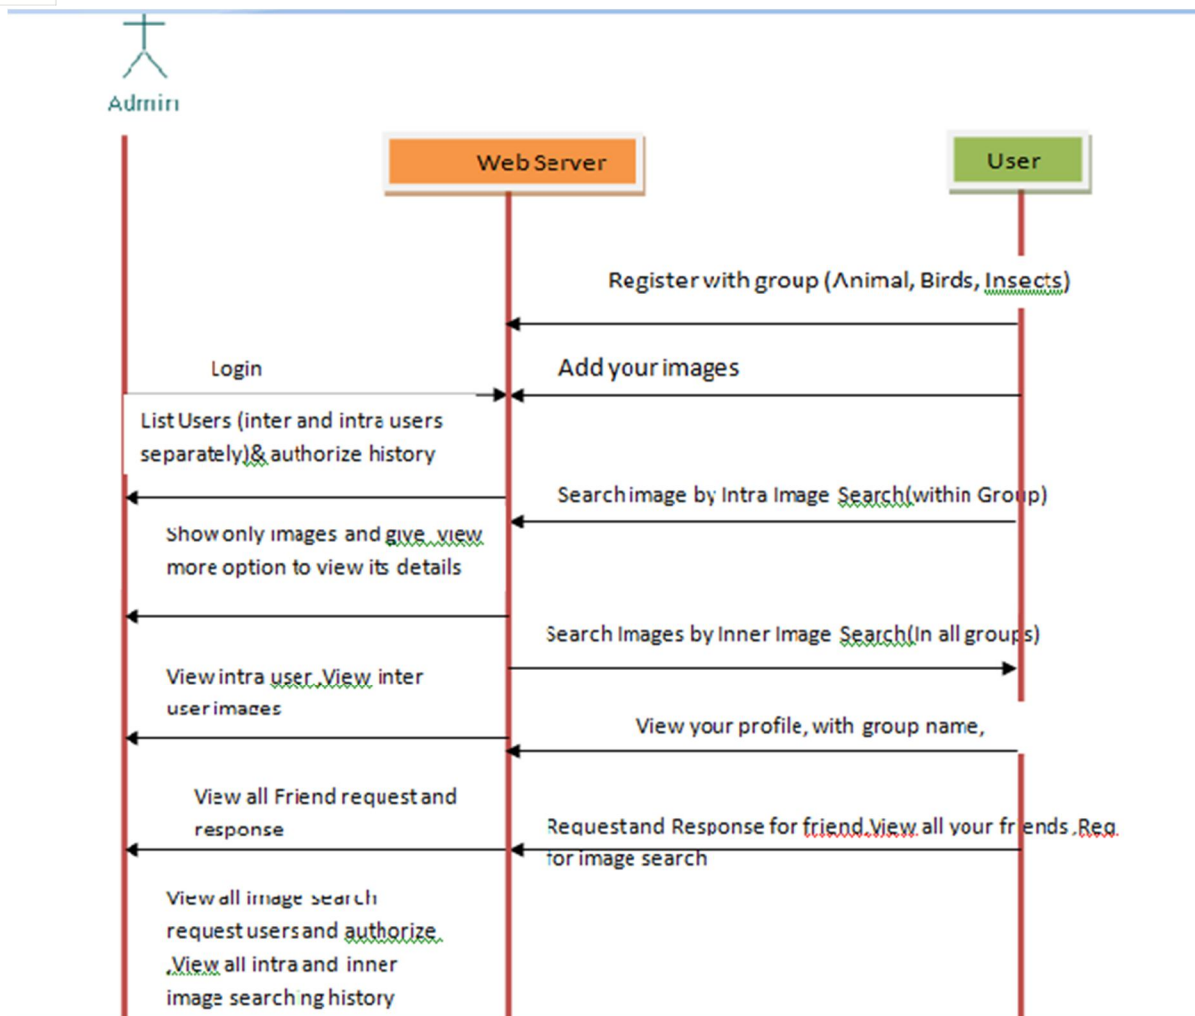 Admin
Web Server
User
Register with group (Animal, Birds, Insects)
Login
Add your images
List Users (inter and intra users
separately)& authorize history
Search image by Intra Image Search(within Group)
Show only images and give view
more option to view its details
Search Images by Inner Image Search(In all groups)
View intra user ,View inter
user images
View your profile, with group name,
View all Friend request and
response
Request and Response for friend,View all your friends ,Req
for image search
View all image search
request users and authorize
,View all intra and inner
image searching history